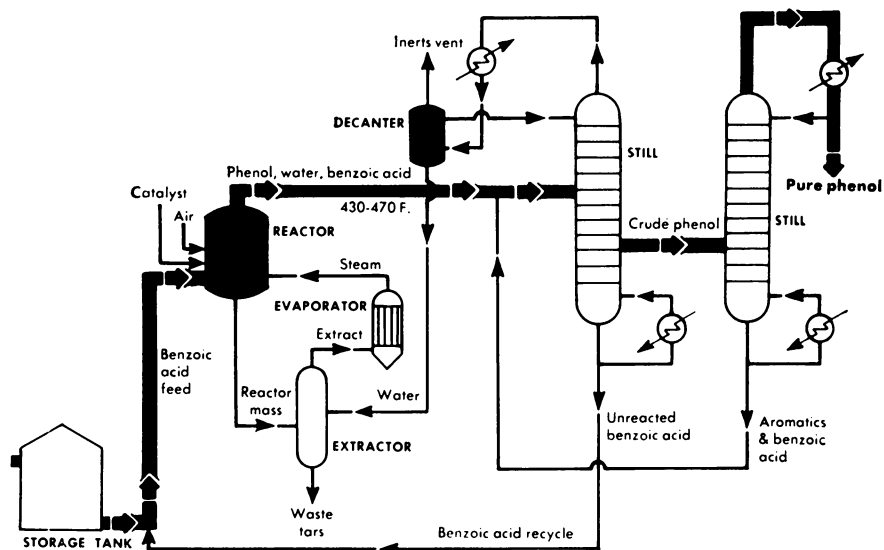 Inerts vent
DECANTER
STILL
Phenol, water, benzoic acid
Pure phenol
Catalyst
430-470 F.
Air
REACTOR
Crude phenol
STILL
Steam
EVAPORATOR
Extract
Benzoic
acid
feed
Reactor
mass
Water
Unreacted
benzoic acid
Aromatics
& benzoic
acid
EXTRACTOR
Waste
tars
Benzoic acid recycle
STORAGE TANK